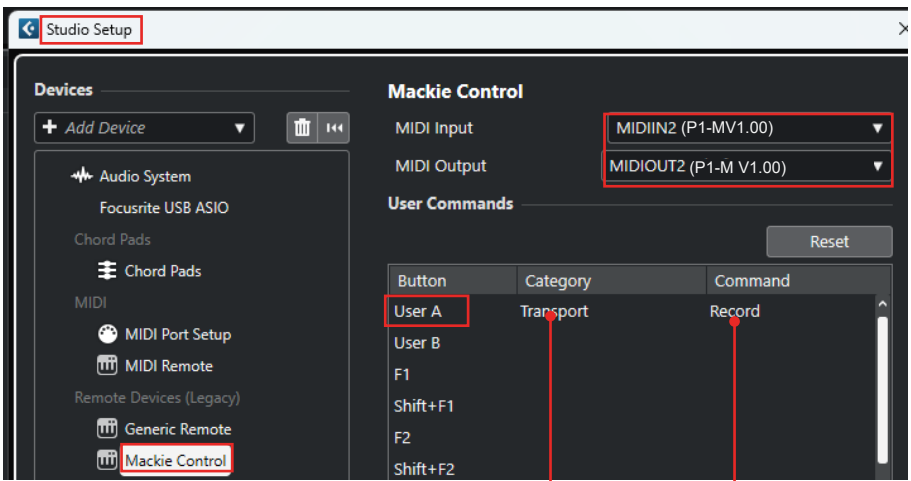 Studio Setup
Devices
Add Device
Audio System
Focusrite USB ASIO
Chord Pads
Chord Pads
MIDI
MIDI Port Setup
MIDI Remote
Remote Devices (Legacy)
Generic Remote
Mackie Control
Mackie Control
MIDI Input MIDIIN2 (P1-MV1.00)
MIDI Output MIDIOUT2 (P1-M V1.00)
User Commands
Reset
Button Category Command
User A Transport Record
User B
F1
Shift+F1
F2
Shift+F2